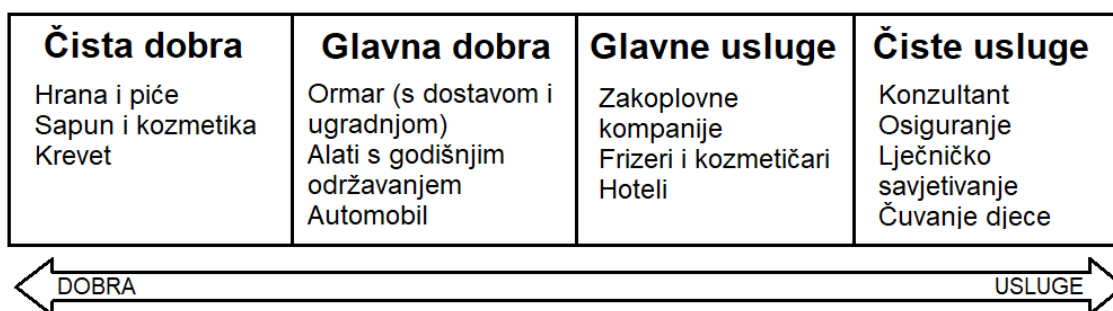 Čista dobra
Hrana i piće
Sapun i kozmetika
Krevet
Glavna dobra
Ormar (s dostavom i
ugradnjom)
Alati s godišnjim
održavanjem
Automobil
Glavne usluge
Zakoplovne
kompanije
Frizeri i kozmetičari
Hoteli
Čiste usluge
Konzultant
Osiguranje
Lječničko
savjetivanje
Čuvanje djece
DOBRA
USLUGE